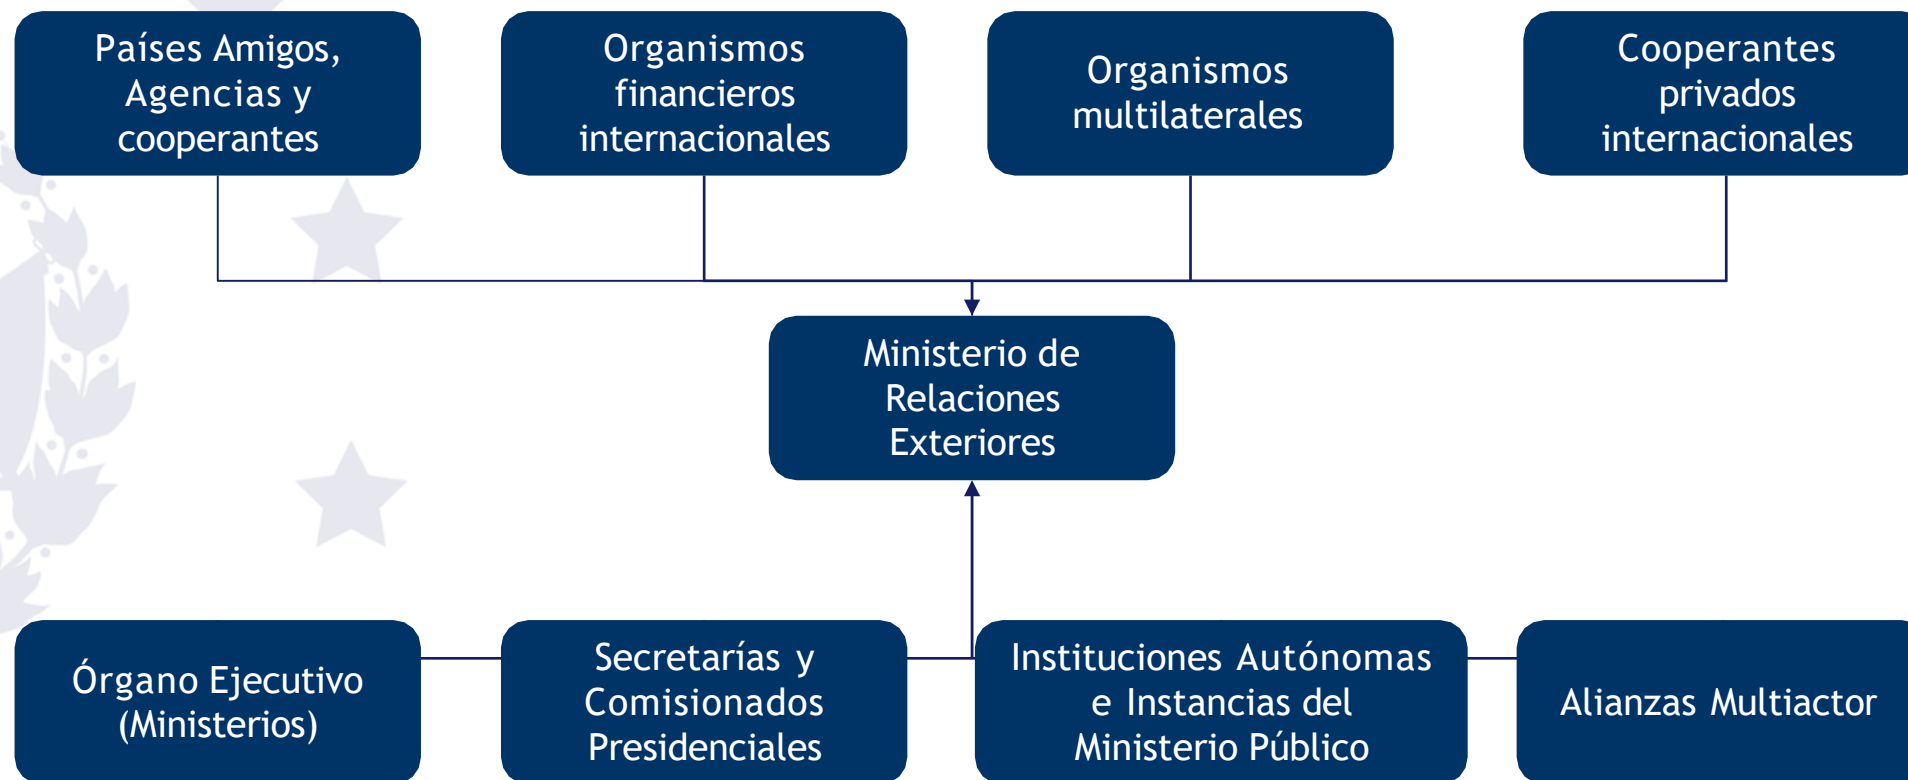 Países Amigos,
Agencias y
cooperantes
Organismos
financieros
internacionales
Organismos
multilaterales
Cooperantes
privados
internacionales
Ministerio de
Relaciones
Exteriores
Órgano Ejecutivo
(Ministerios)
Secretarías y
Comisionados
Presidenciales
Instituciones Autónomas
e Instancias del
Ministerio Público
Alianzas Multiactor